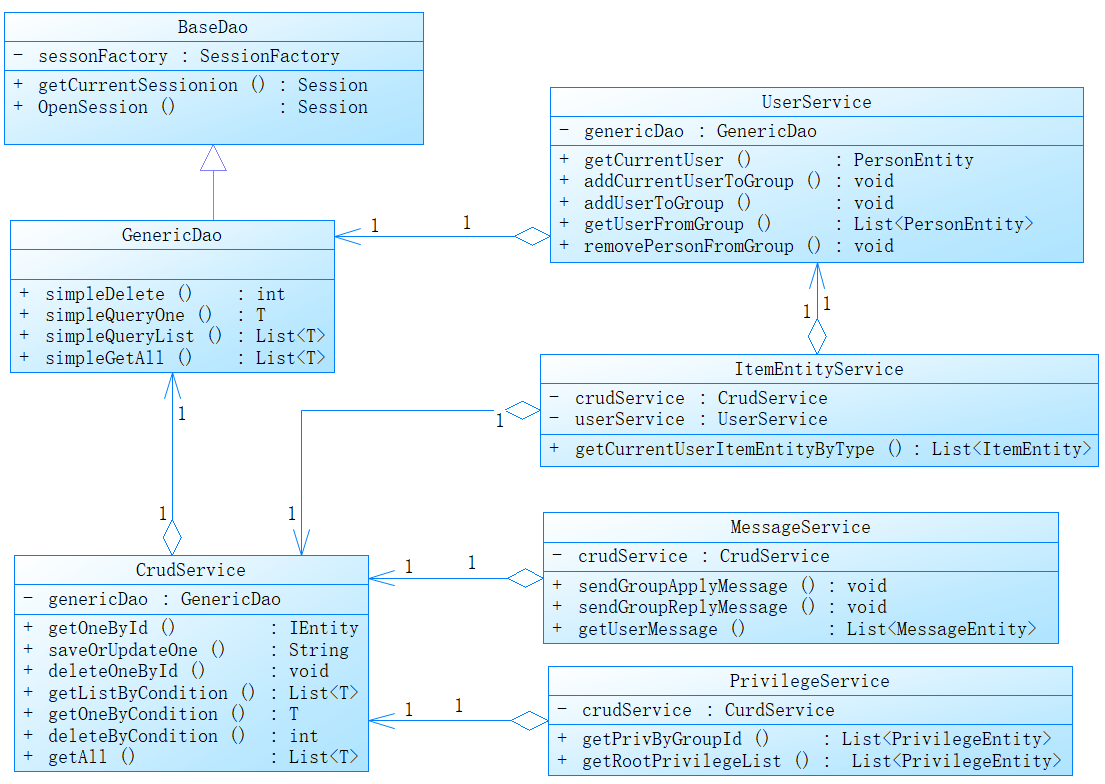 BaseDao
- sessonFactory : SessionFactory
+ getCurrentSessionion () : Session
+ OpenSession () : Session
UserService
- genericDao : GenericDao
+ getCurrentUser () : PersonEntity
+ addCurrentUserToGroup () : void
+ addUserToGroup () : void
+ getUserFromGroup () : List<PersonEntity>
+ removePersonFromGroup () : void
1 1
GenericDao
+ simpleDelete () : int
+ simpleQueryOne () : T
+ simpleQueryList () : List<T>
+ simpleGetAll () : List<T>
1 1
ItemEntityService
- crudService : CrudService
- userService : UserService
+ getCurrentUserItemEntityByType () : List<ItemEntity>
1
1
1
1
CrudService
- genericDao : GenericDao
+ getOneById () : IEntity
+ saveOrUpdateOne () : String
+ deleteOneById () : void
+ getListByCondition () : List<T>
+ getOneByCondition () : T
+ deleteByCondition () : int
+ getAll () : List<T>
1 1
MessageService
- crudService : CrudService
+ sendGroupApplyMessage () : void
+ sendGroupReplyMessage () : void
+ getUserMessage () : List<MessageEntity>
1 1
PrivilegeService
- crudService : CurdService
+ getPrivByGroupId () : List<PrivilegeEntity>
+ getRootPrivilegeList () : List<PrivilegeEntity>